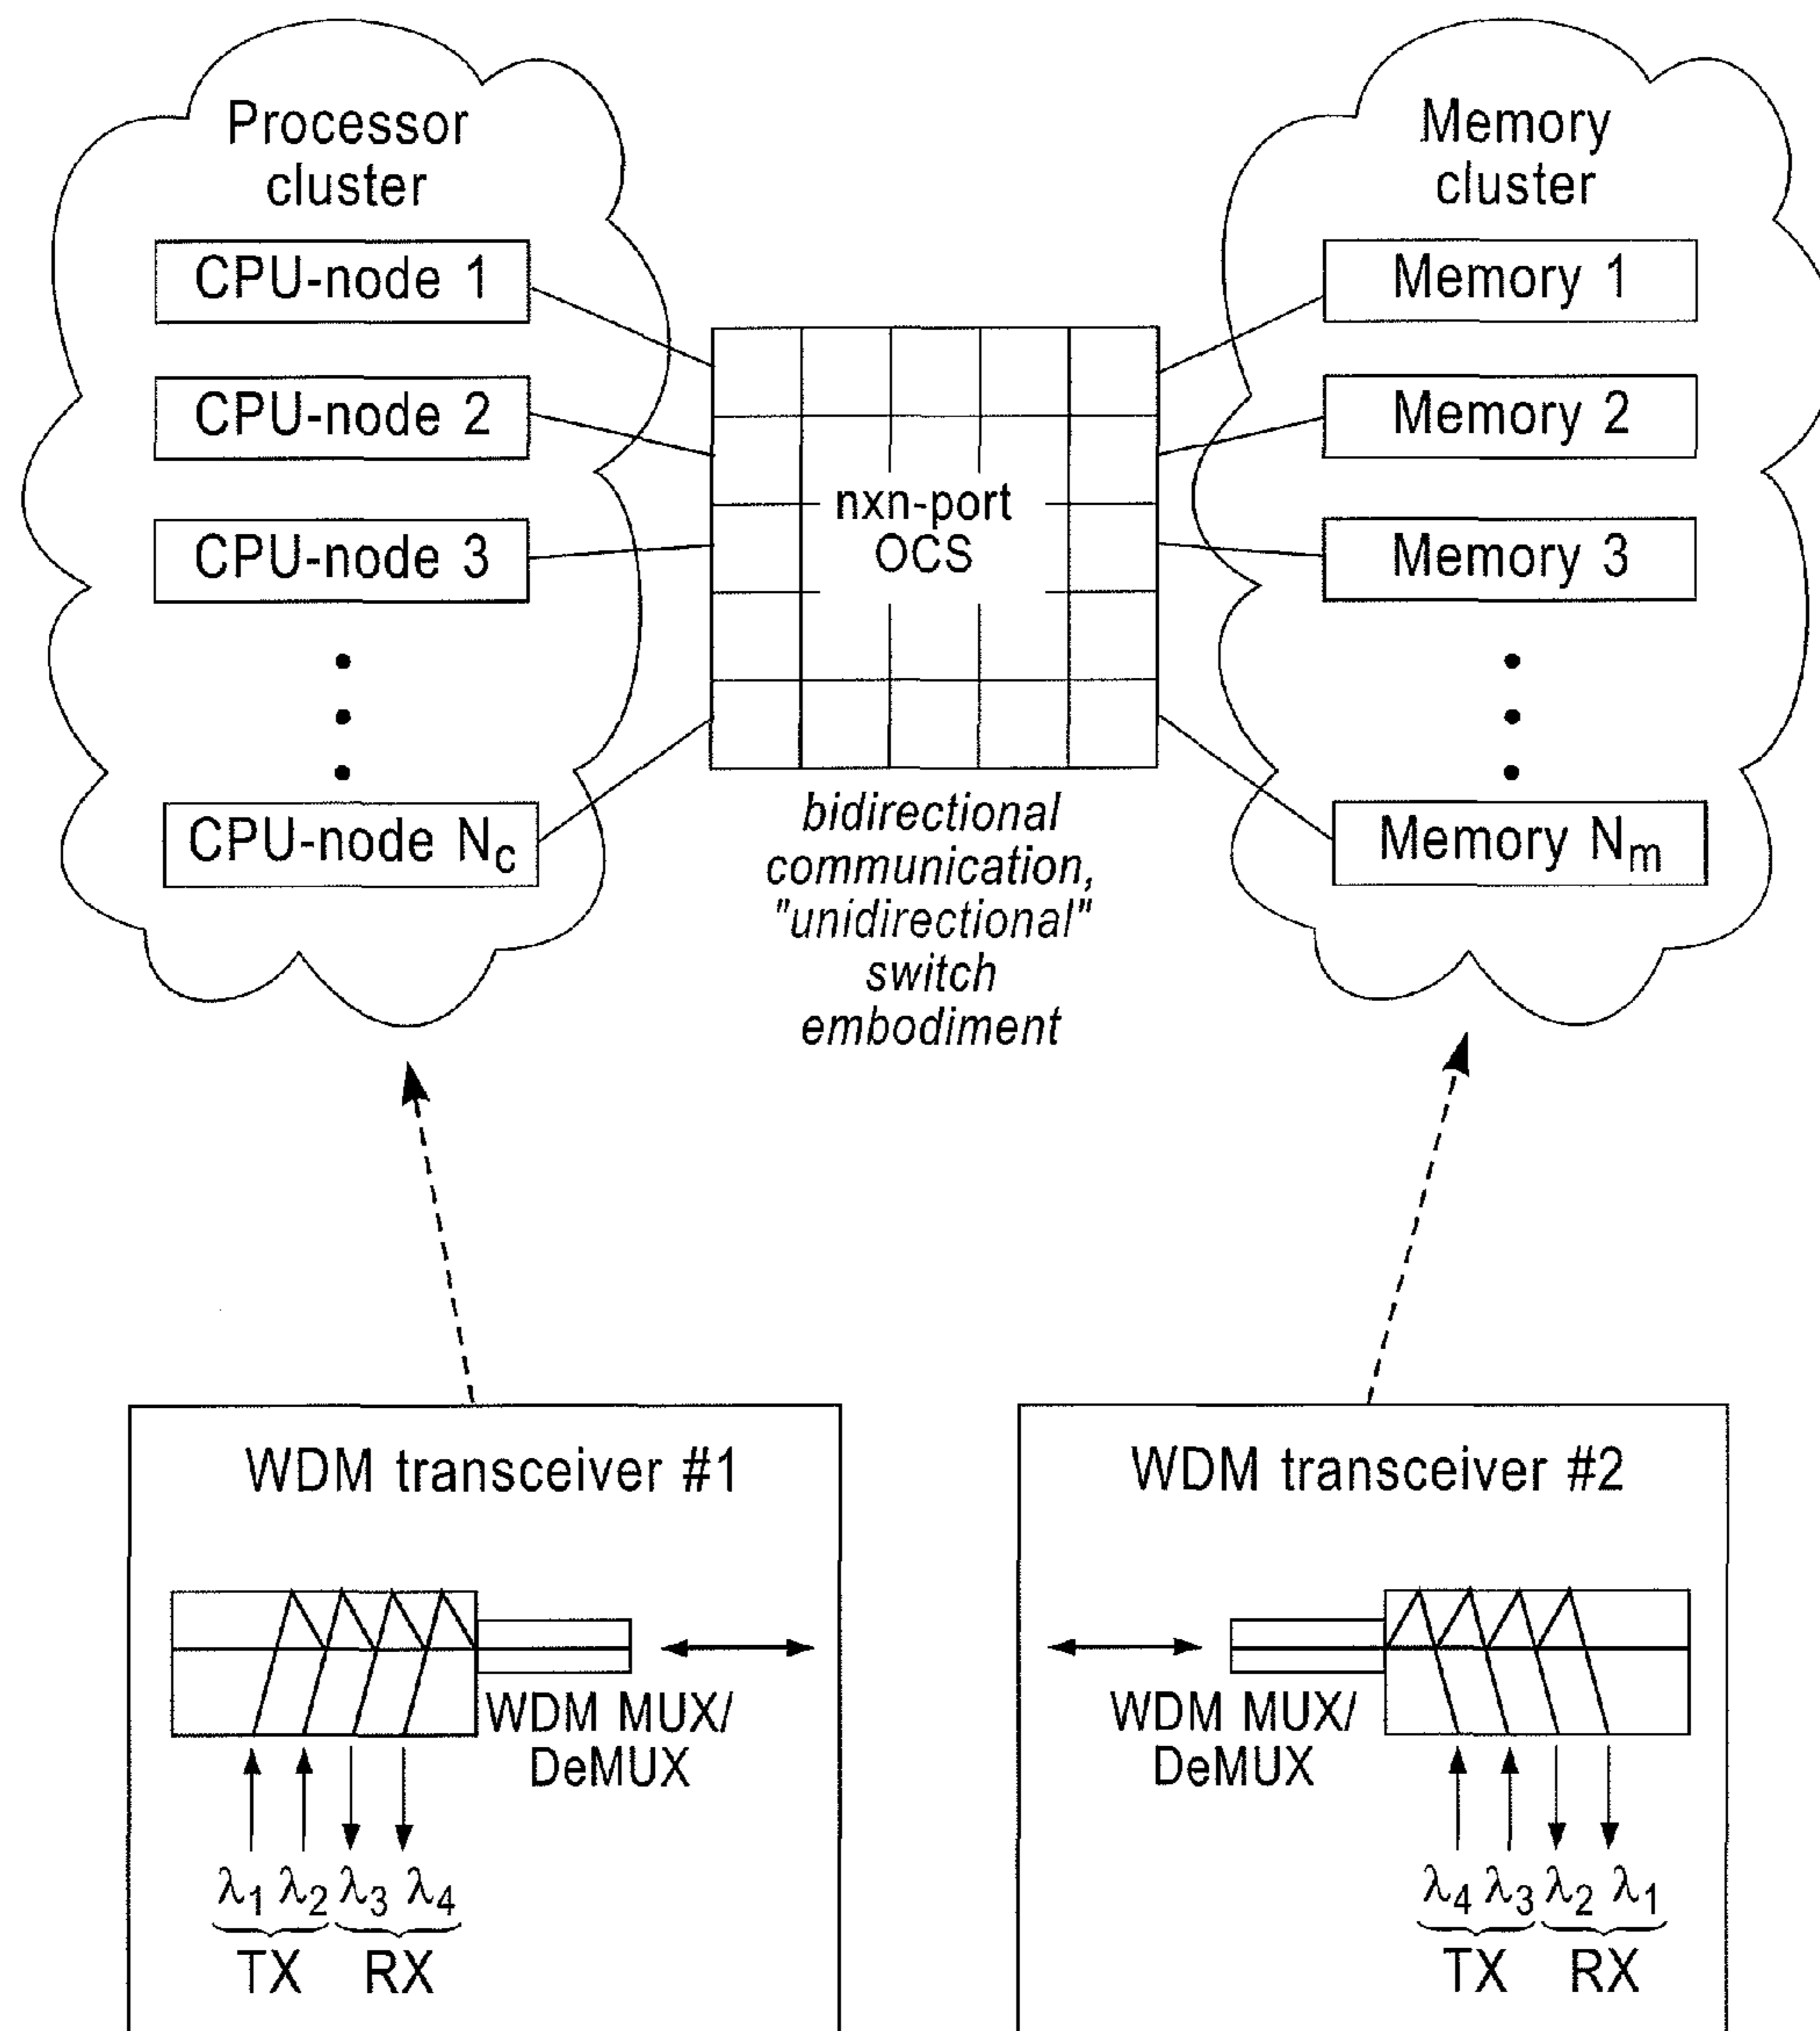 Processor
cluster
CPU-node 1
CPU-node 2
CPU-node 3
CPU-node Nc
nxn-port
OCS
bidirectional
communication,
"unidirectional"
switch
embodiment
Memory
cluster
Memory 1
Memory 2
Memory 3
Memory Nm
WDM transceiver #1
WDM MUX/
DeMUX
λ1 λ2 λ3 λ4
TX RX
WDM transceiver #2
WDM MUX/
DeMUX
λ4 λ3 λ2 λ1
TX RX